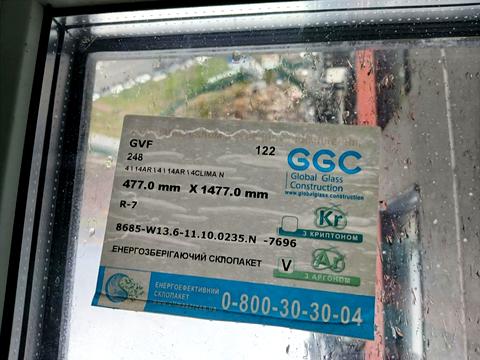 GVF
248
122
GGC
Global Glass
Construction
www.globalglass.construction
477.0 mm X 1477.0 mm
R-7
Kr
З КРИПТОНОМ
8685-W13.6-11.10.0235.N -7696
ЕНЕРГОЗБЕРІГАЮЧИЙ СКЛОПАКЕТ
V
Ar
З АРГОНОМ
ЕНЕРГОЕФЕКТИВНИЙ
СКЛОПАКЕТ
0-800-30-30-04